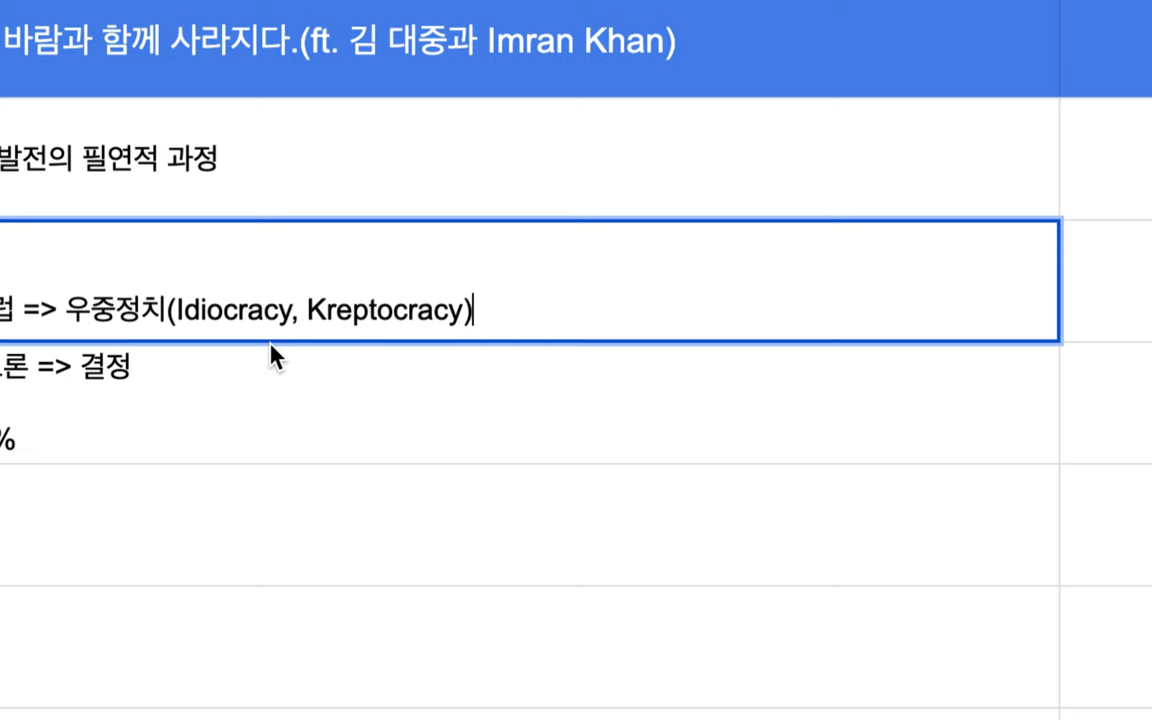 바람과 함께 사라지다.(ft. 김 대중과 Imran Khan)
발전의 필연적 과정
럽 => 우중정치(Idiocracy, Kreptocracy)
론 => 결정
%